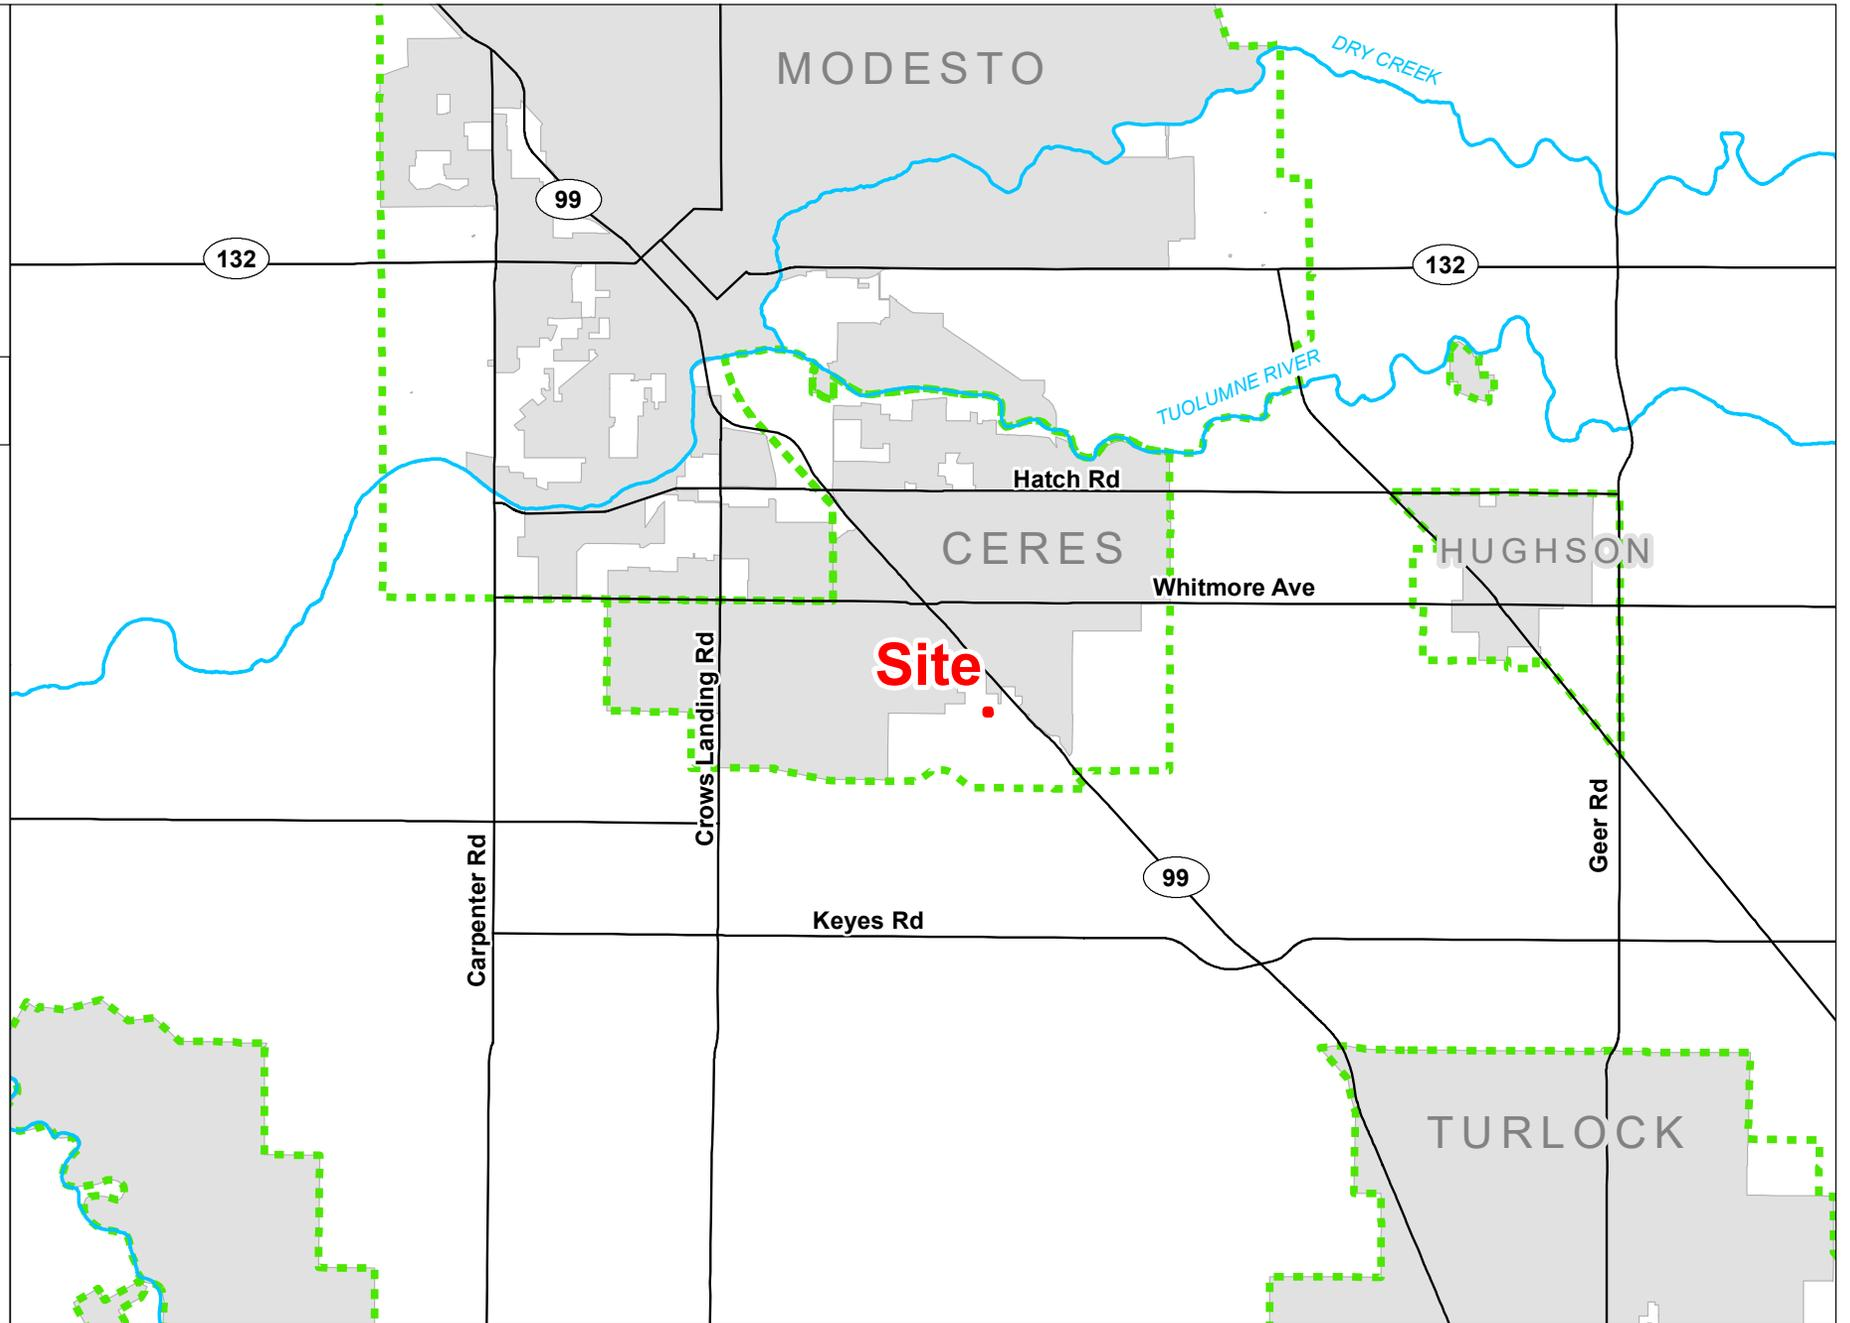 MODESTO
DRY CREEK
99
132
132
TUOLUMNE RIVER
Hatch Rd
CERES
HUGHSON
Whitmore Ave
Site
Crows Landing Rd
Geer Rd
Carpenter Rd
99
Keyes Rd
TURLOCK